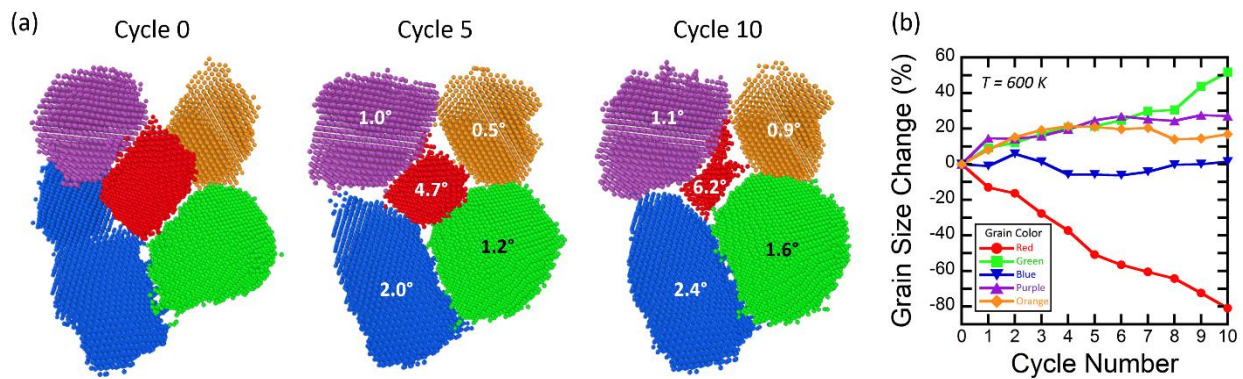 (a)
Cycle 0
Cycle 5
Cycle 10
1.0°
0.5°
4.7°
1.2°
2.0°
1.1°
0.9°
6.2°
1.6°
2.4°
(b)
Grain Size Change (%)
60
40
20
0
-20
-40
-60
-80
T = 600 K
Grain Color
Red
Green
Blue
Purple
Orange
0 1 2 3 4 5 6 7 8 9 10
Cycle Number